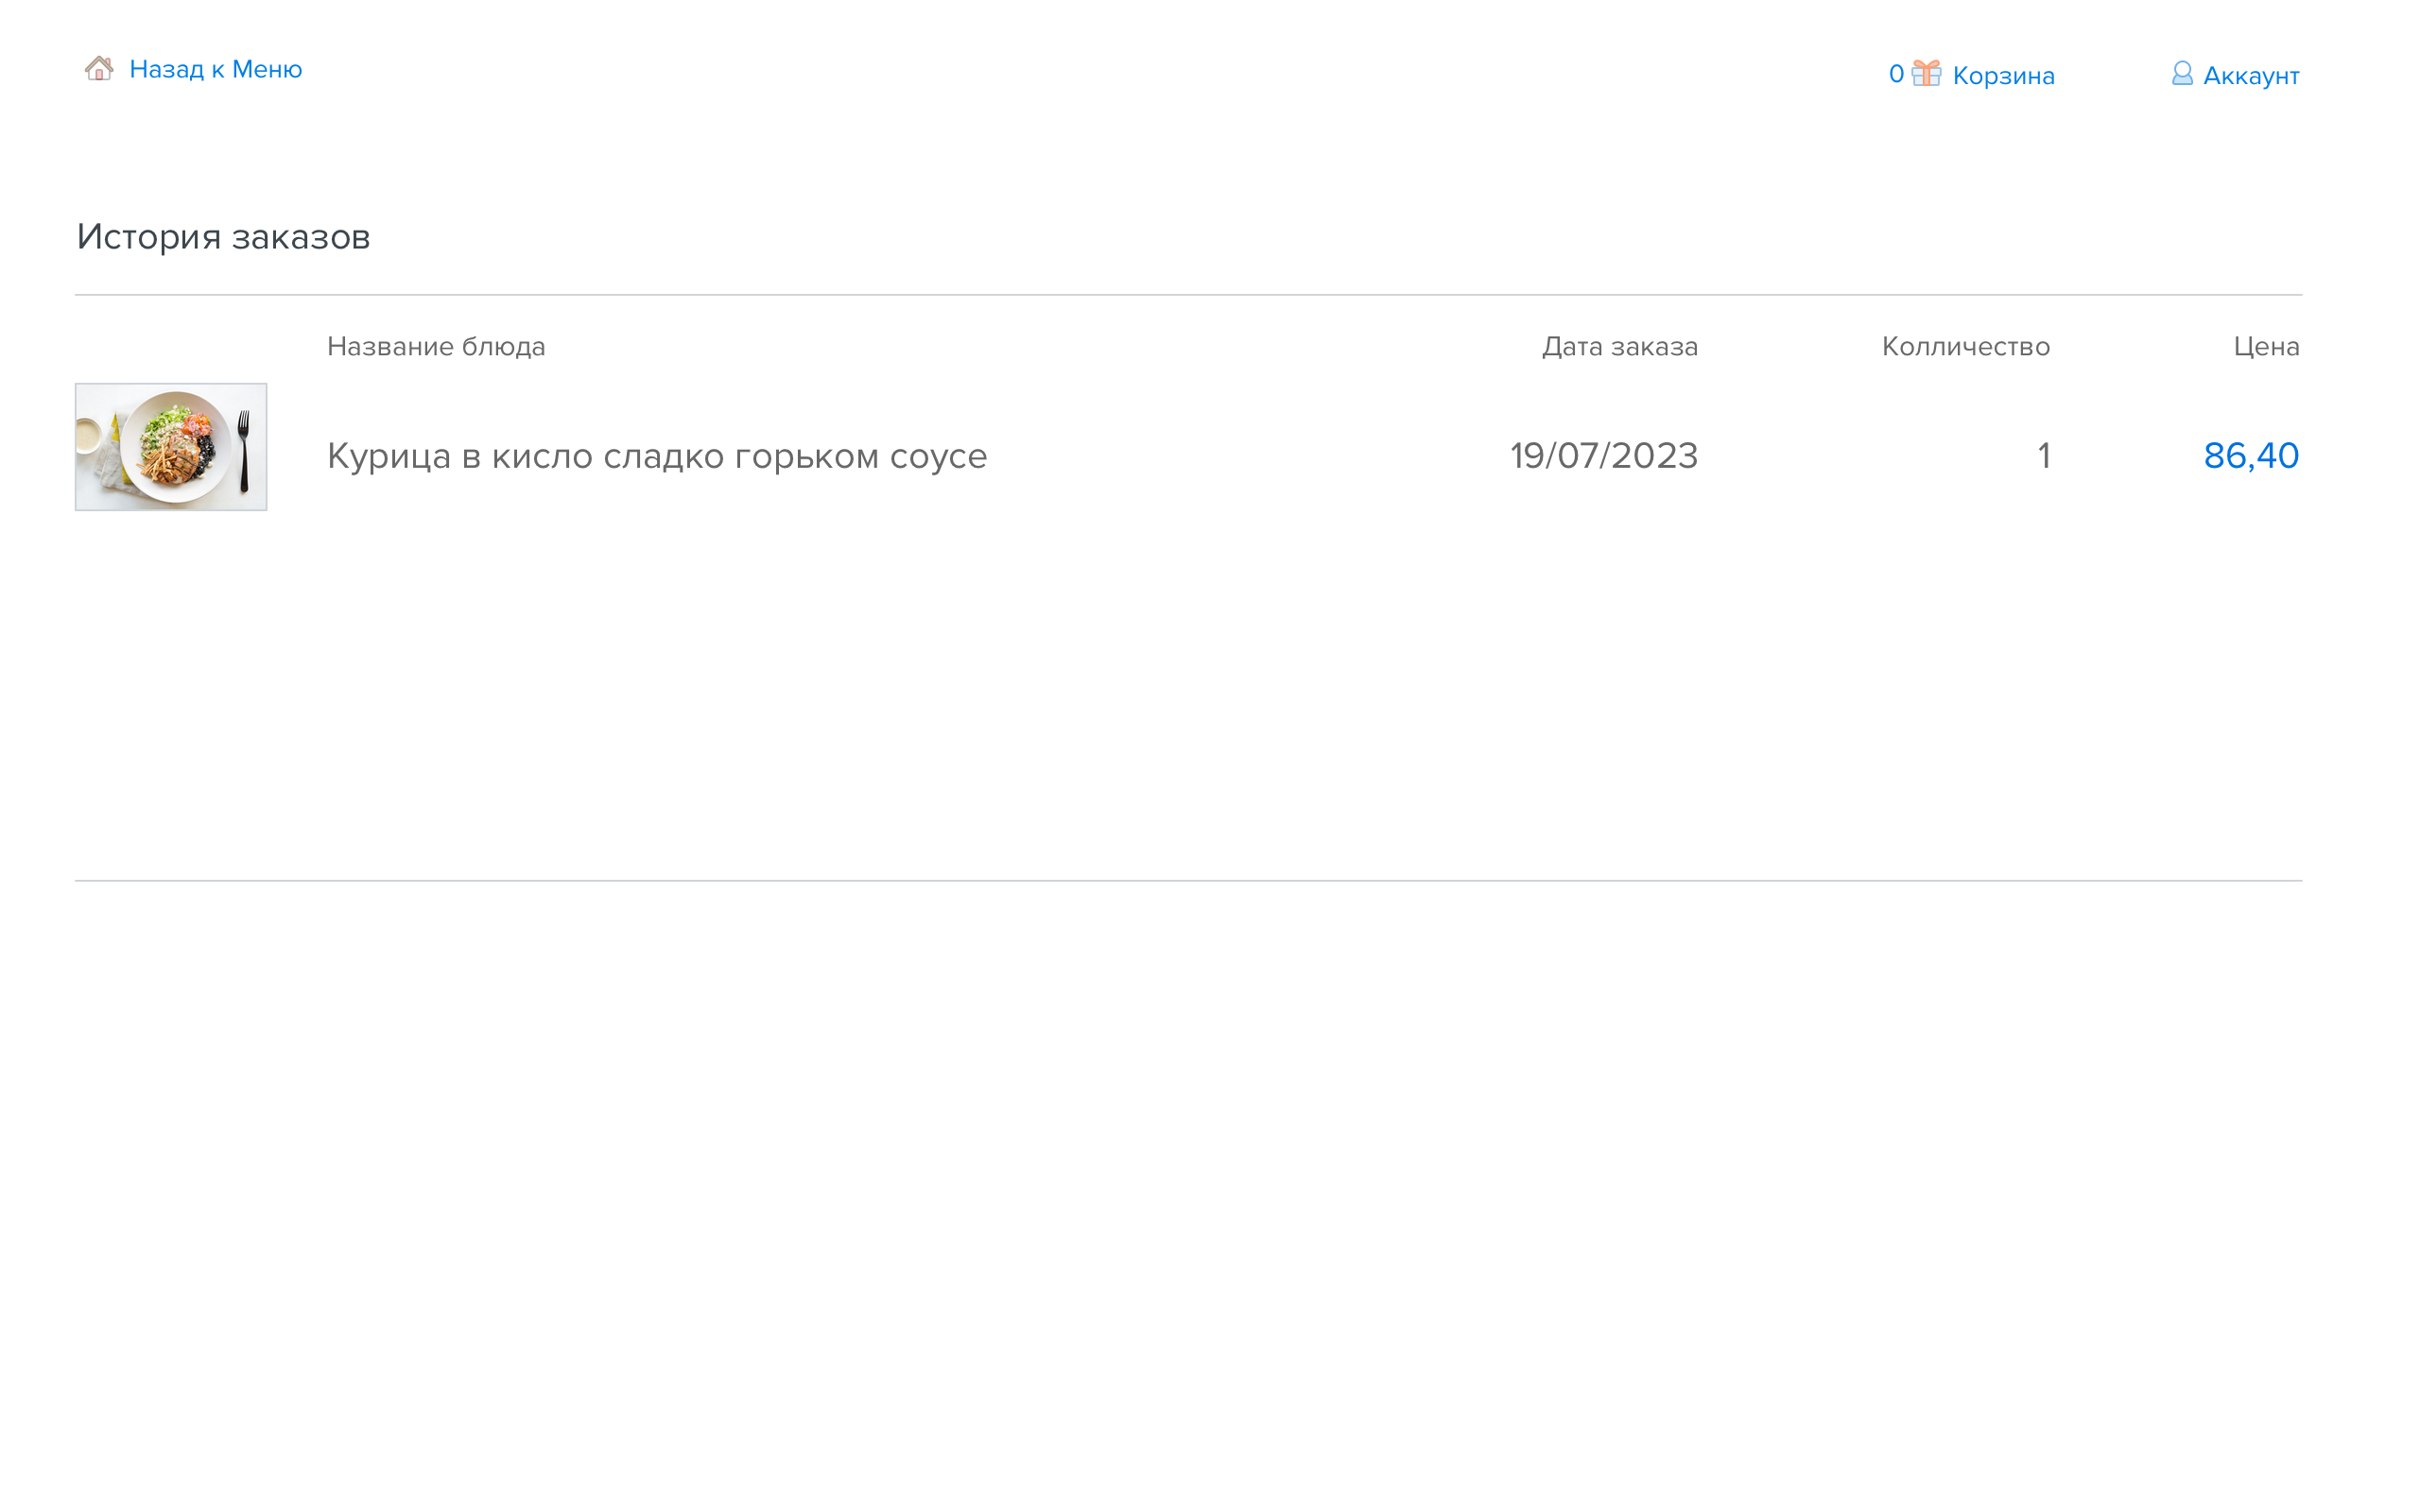 Назад к Меню
0 Корзина
Аккаунт
История заказов
Название блюда
Дата заказа
Колличество
Цена
Курица в кисло сладко горьком соусе
19/07/2023
1
86,40